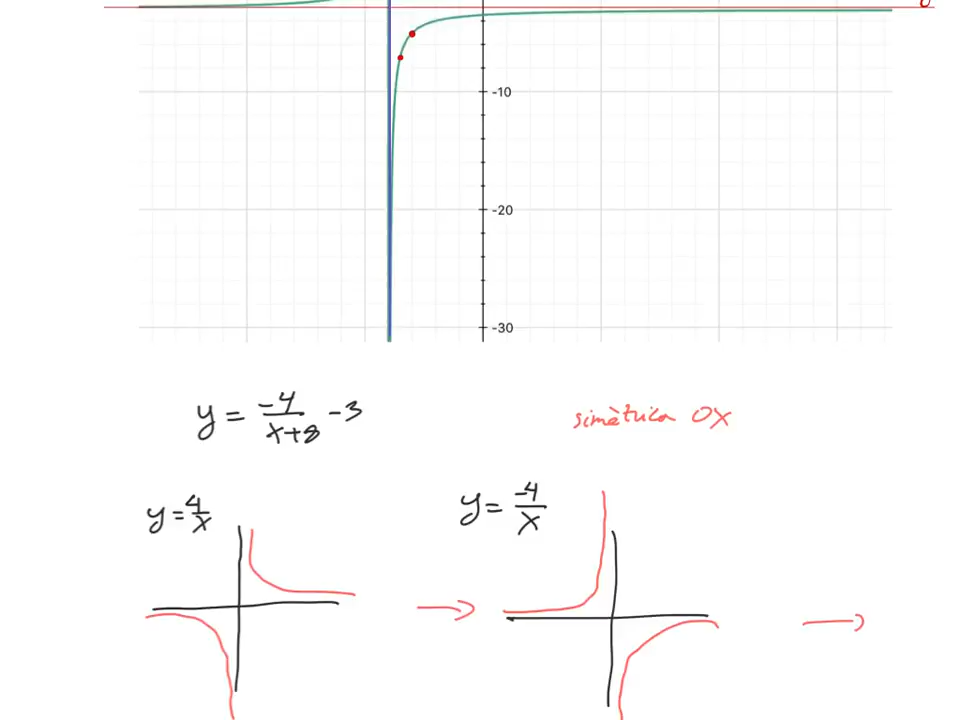 -10
-20
-30
y = -4/(x+8) -3
simètrica OX
y = 4/x
y = -4/x